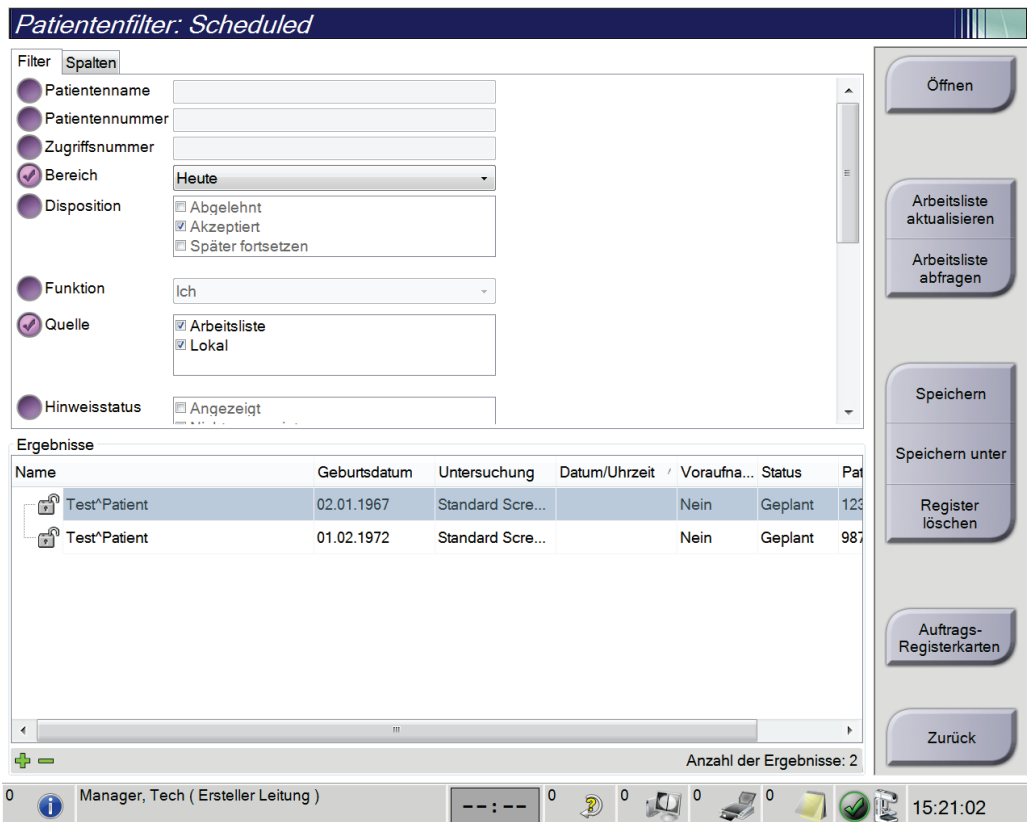 Patientenfilter: Scheduled
Filter Spalten
Patientenname
Patientennummer
Zugriffsnummer
Bereich Heute
Disposition Abgelehnt
Akzeptiert
Später fortsetzen
Funktion Ich
Quelle Arbeitsliste
Lokal
Hinweisstatus Angezeigt
Öffnen
Arbeitsliste
aktualisieren
Arbeitsliste
abfragen
Speichern
Speichern unter
Register
löschen
Auftrags-
Registerkarten
Zurück
Ergebnisse
Name Geburtsdatum Untersuchung Datum/Uhrzeit Voraufna... Status Pat
Test^Patient 02.01.1967 Standard Scre... Nein Geplant 123
Test^Patient 01.02.1972 Standard Scre... Nein Geplant 987
Anzahl der Ergebnisse: 2
0 Manager, Tech ( Ersteller Leitung ) --:-- 0 0 0 0 15:21:02